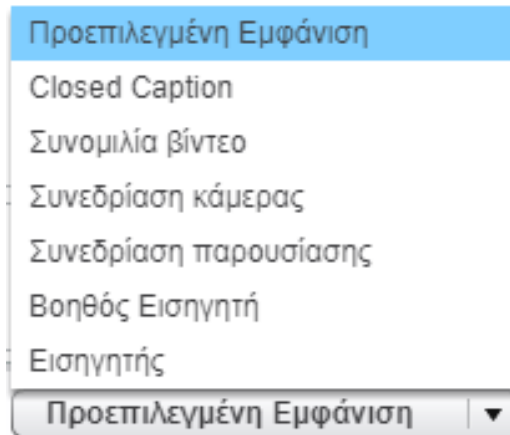 Προεπιλεγμένη Εμφάνιση
Closed Caption
Συνομιλία βίντεο
Συνεδρίαση κάμερας
Συνεδρίαση παρουσίασης
Βοηθός Εισηγητή
Εισηγητής
Προεπιλεγμένη Εμφάνιση